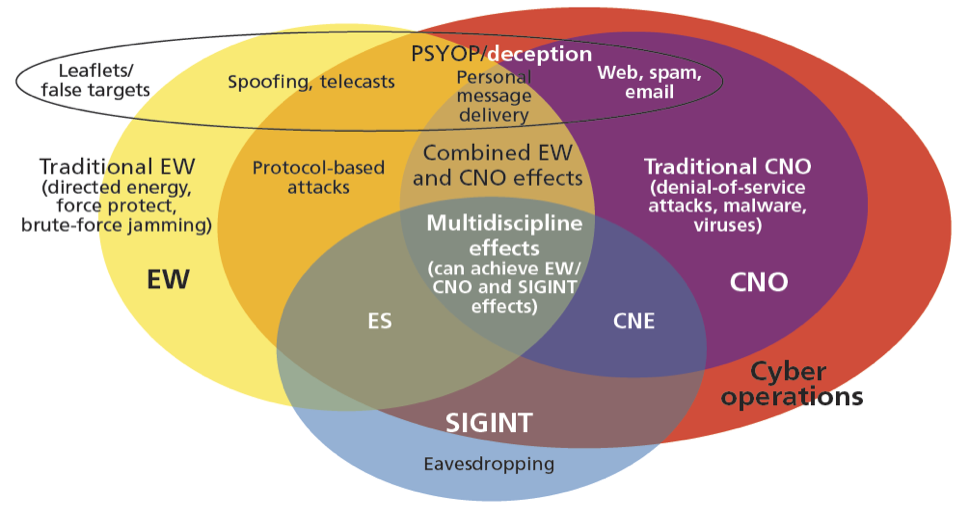 PSYOP/deception
Leaflets/
false targets
Spoofing, telecasts
Personal
message
delivery
Web, spam,
email
Traditional EW
(directed energy,
force protect,
brute-force jamming)
EW
Protocol-based
attacks
Combined EW
and CNO effects
Traditional CNO
(denial-of-service
attacks, malware,
viruses)
CNO
Multidiscipline
effects
(can achieve EW/
CNO and SIGINT
effects)
ES
CNE
Cyber
operations
SIGINT
Eavesdropping